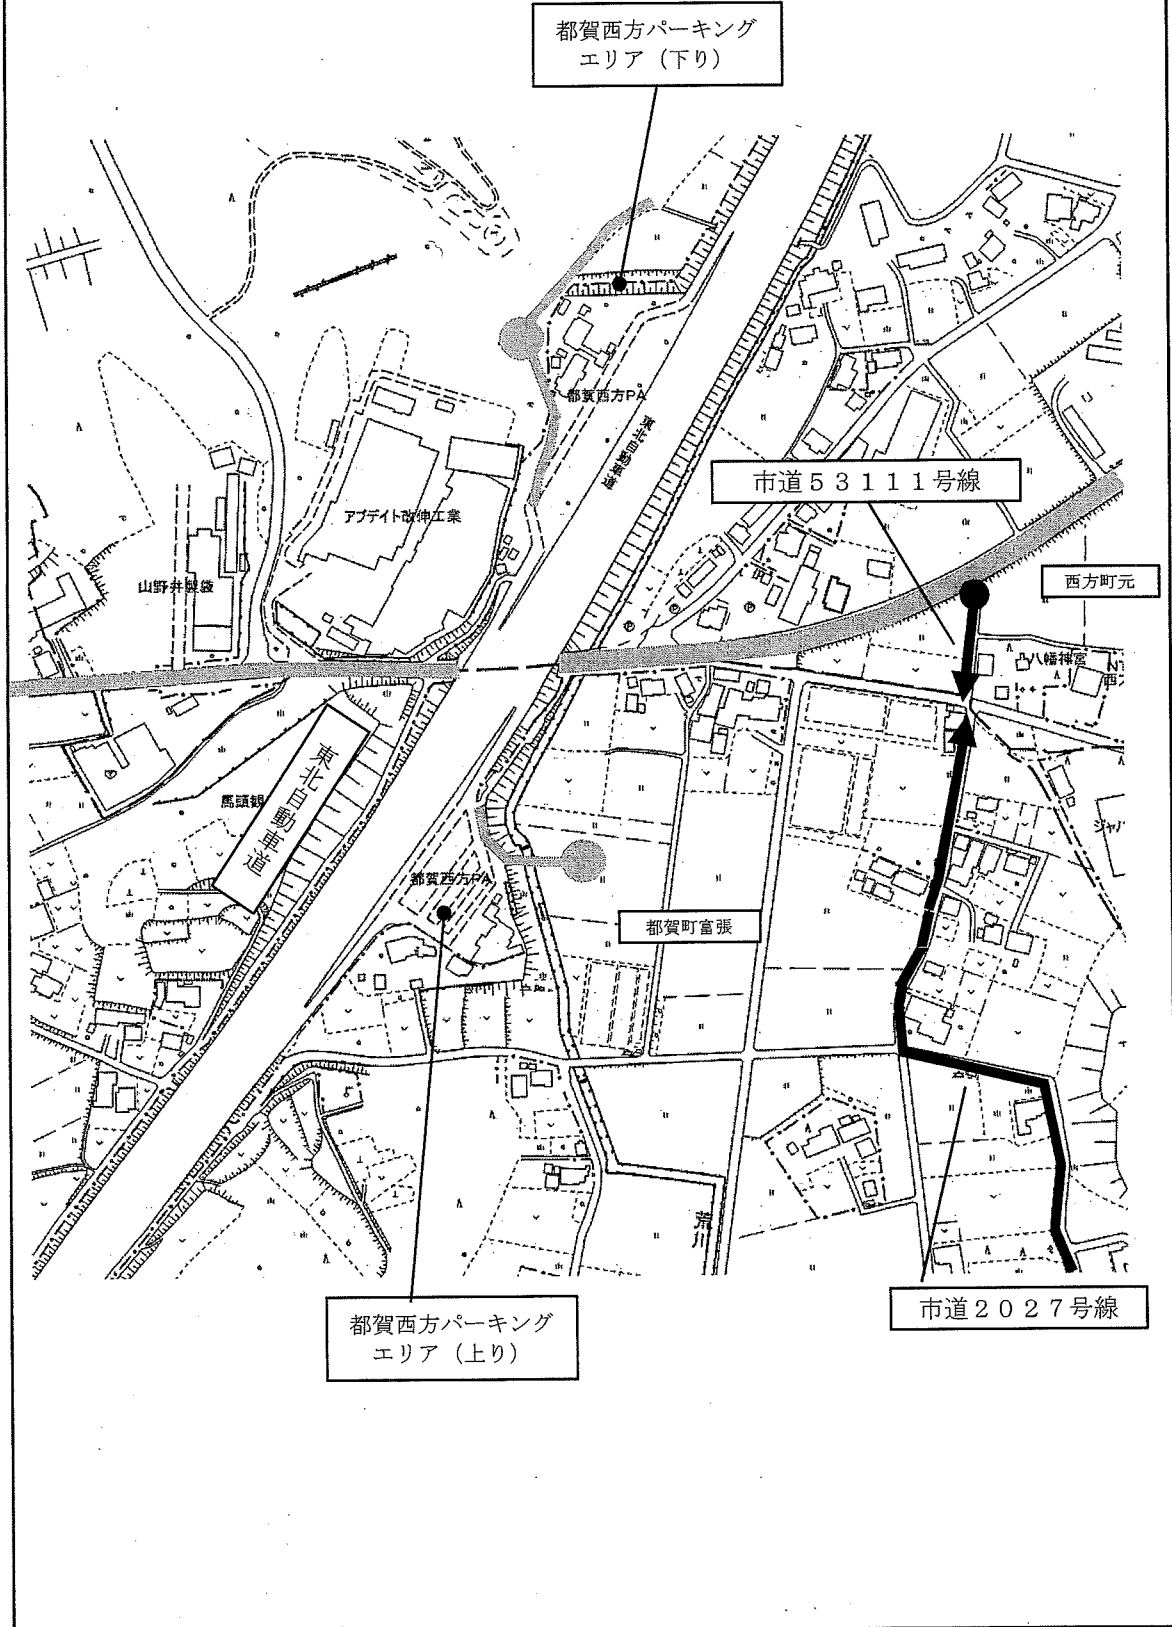 都賀西方パーキング
エリア（下り）
都賀西方PA
東北自動車道
市道５３１１１号線
アプデイト改伸工業
山野井製袋
西方町元
八幡神宮
東北自動車道
馬頭観
ジャパ
都賀西方PA
都賀町富張
荒川
都賀西方パーキング
エリア（上り）
市道２０２７号線